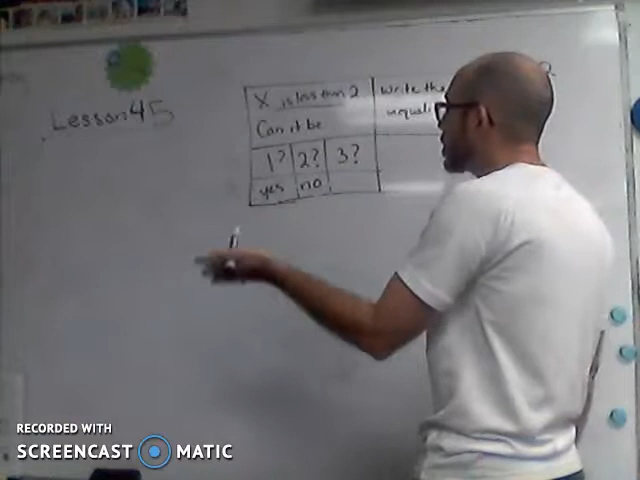 Lesson 45
X is less than 2
Can it be
1? 2? 3?
yes no
Write the
RECORDED WITH
SCREENCAST MATIC